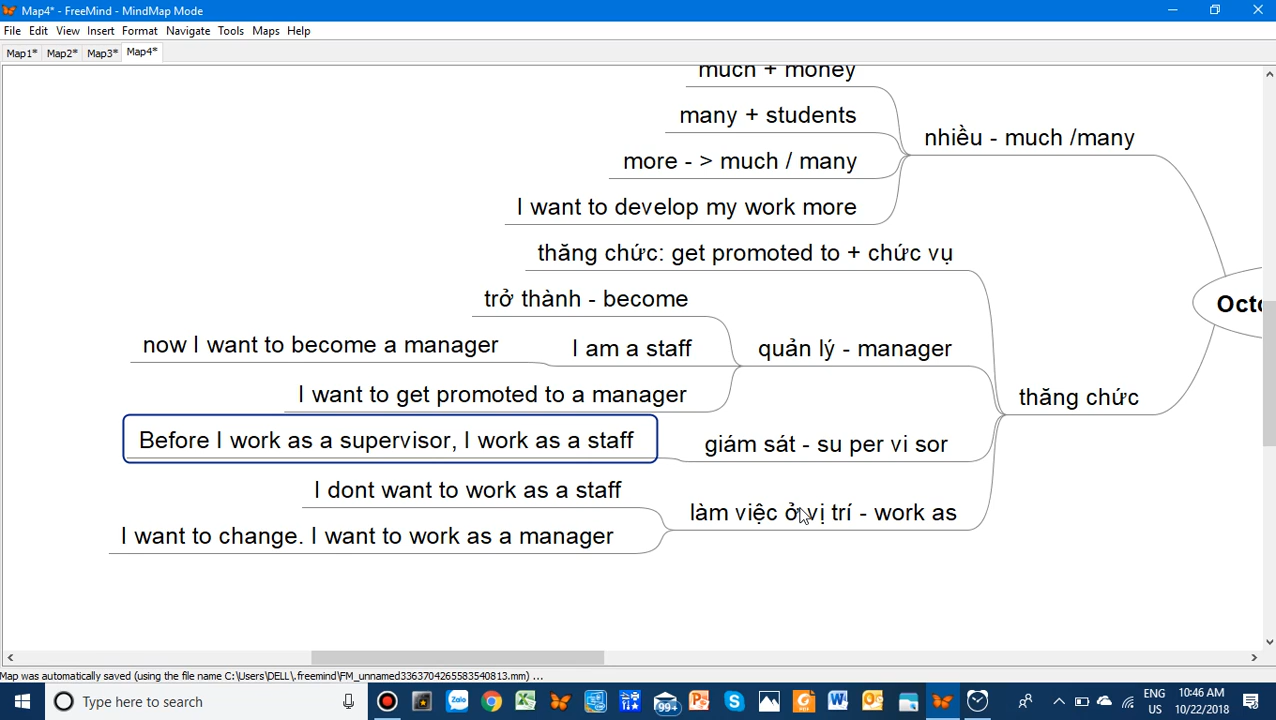 Map4* - FreeMind - MindMap Mode
File Edit View Insert Format Navigate Tools Maps Help
Map1* Map2* Map3* Map4*
much + money
many + students
nhiều - much /many
more - > much / many
I want to develop my work more
thăng chức: get promoted to + chức vụ
trở thành - become
now I want to become a manager
I am a staff
quản lý - manager
I want to get promoted to a manager
thăng chức
Before I work as a supervisor, I work as a staff
giám sát - su per vi sor
I dont want to work as a staff
làm việc ở vị trí - work as
I want to change. I want to work as a manager
Octo
Map was automatically saved (using the file name C:\Users\DELL\.freemind\FM_unnamed3363704265583540813.mm) ...
Type here to search
Zalo
99+
ENG
US
10:46 AM
10/22/2018